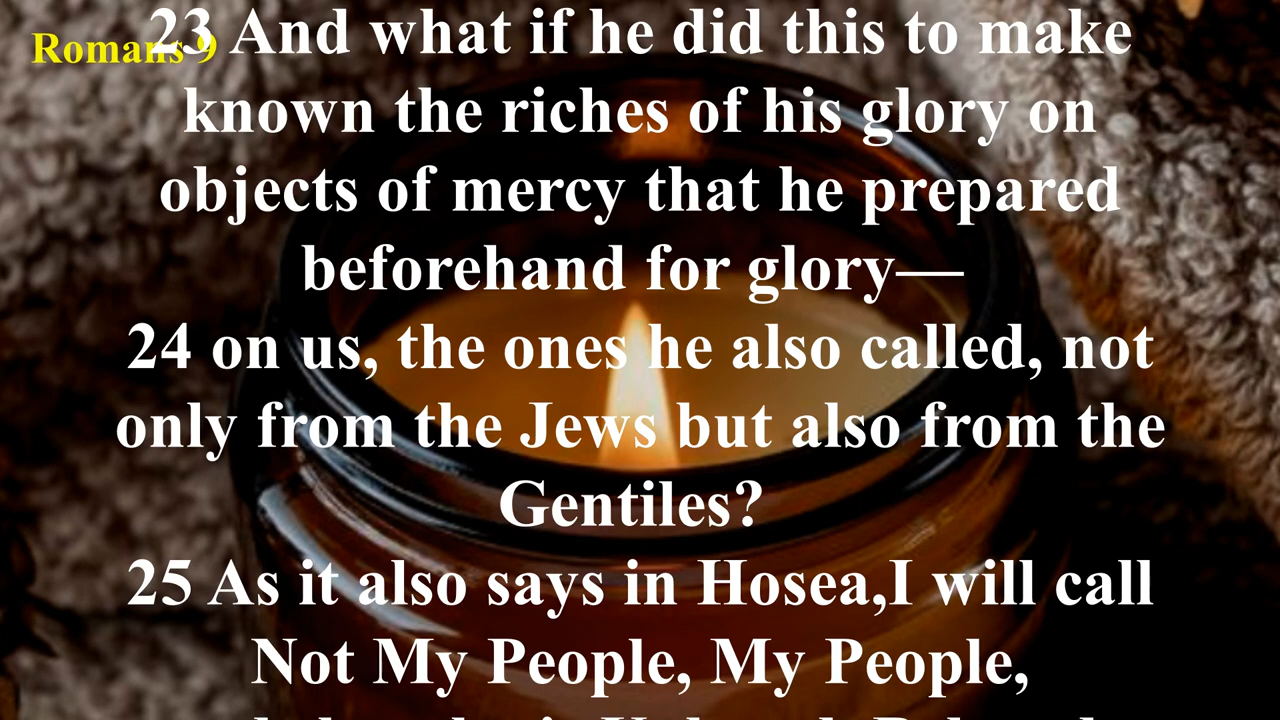 Romans 9
23 And what if he did this to make
known the riches of his glory on
objects of mercy that he prepared
beforehand for glory—
24 on us, the ones he also called, not
only from the Jews but also from the
Gentiles?
25 As it also says in Hosea,I will call
Not My People, My People,